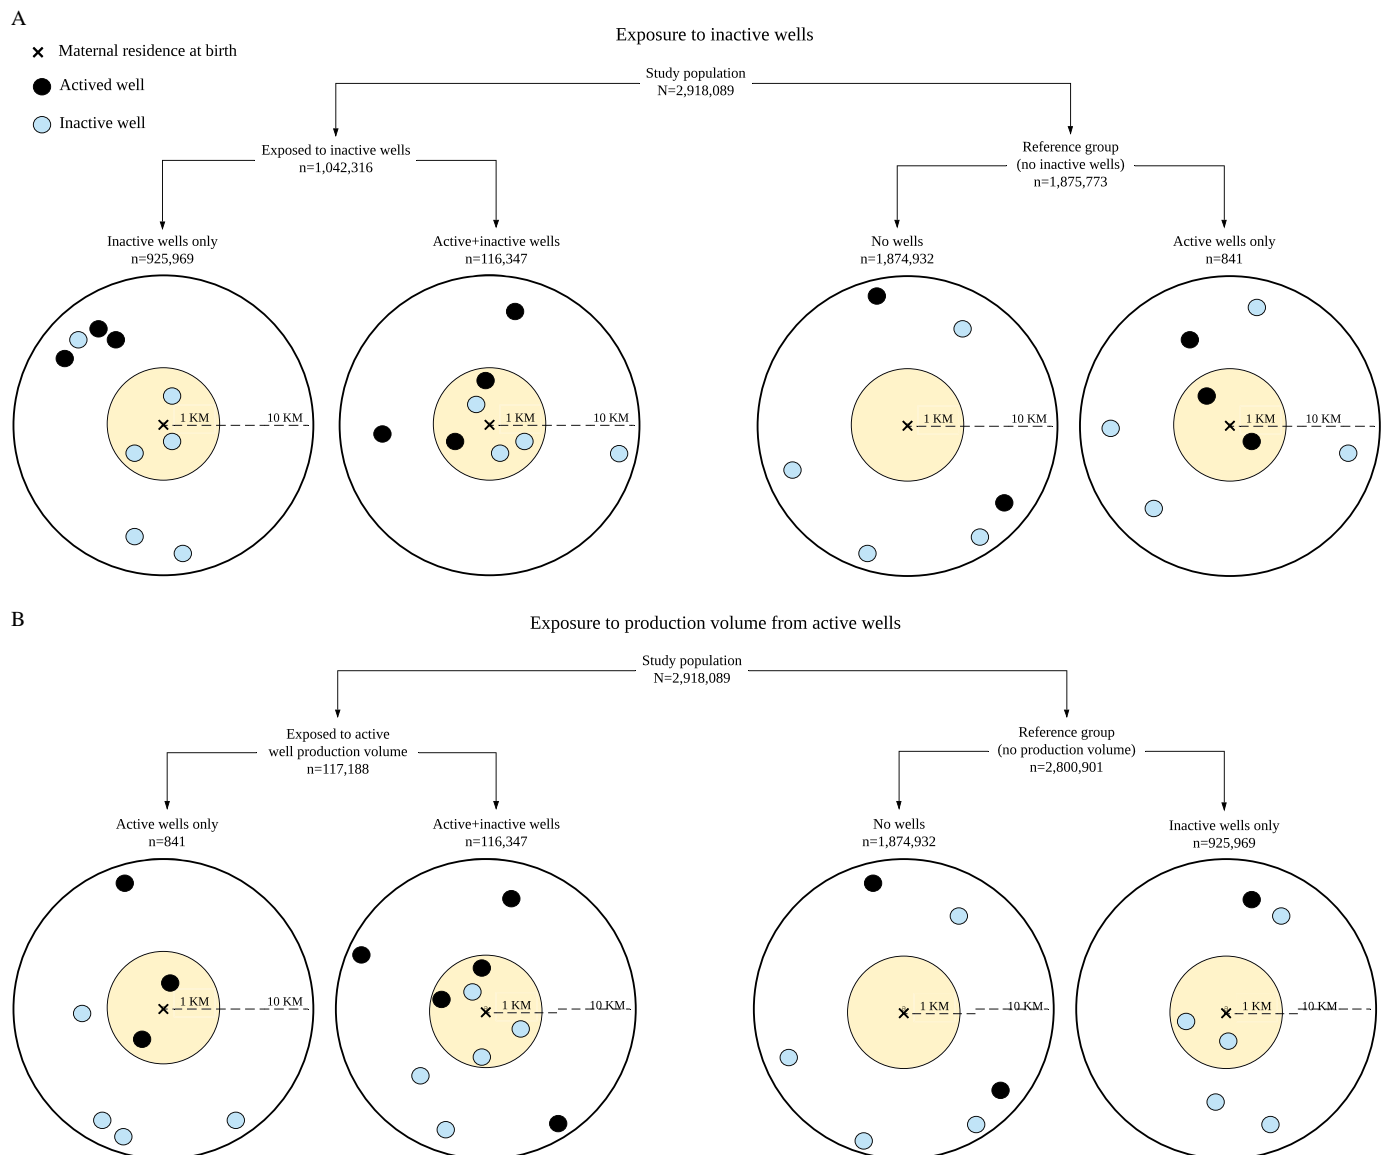 A
Exposure to inactive wells
Maternal residence at birth
Actived well
Inactive well
Study population
N=2,918,089
Exposed to inactive wells
n=1,042,316
Reference group
(no inactive wells)
n=1,875,773
Inactive wells only
n=925,969
Active+inactive wells
n=116,347
No wells
n=1,874,932
Active wells only
n=841
1 KM
10 KM
1 KM
10 KM
1 KM
10 KM
1 KM
10 KM
B
Exposure to production volume from active wells
Study population
N=2,918,089
Exposed to active
well production volume
n=117,188
Reference group
(no production volume)
n=2,800,901
Active wells only
n=841
Active+inactive wells
n=116,347
No wells
n=1,874,932
Inactive wells only
n=925,969
1 KM
10 KM
1 KM
10 KM
1 KM
10 KM
1 KM
10 KM